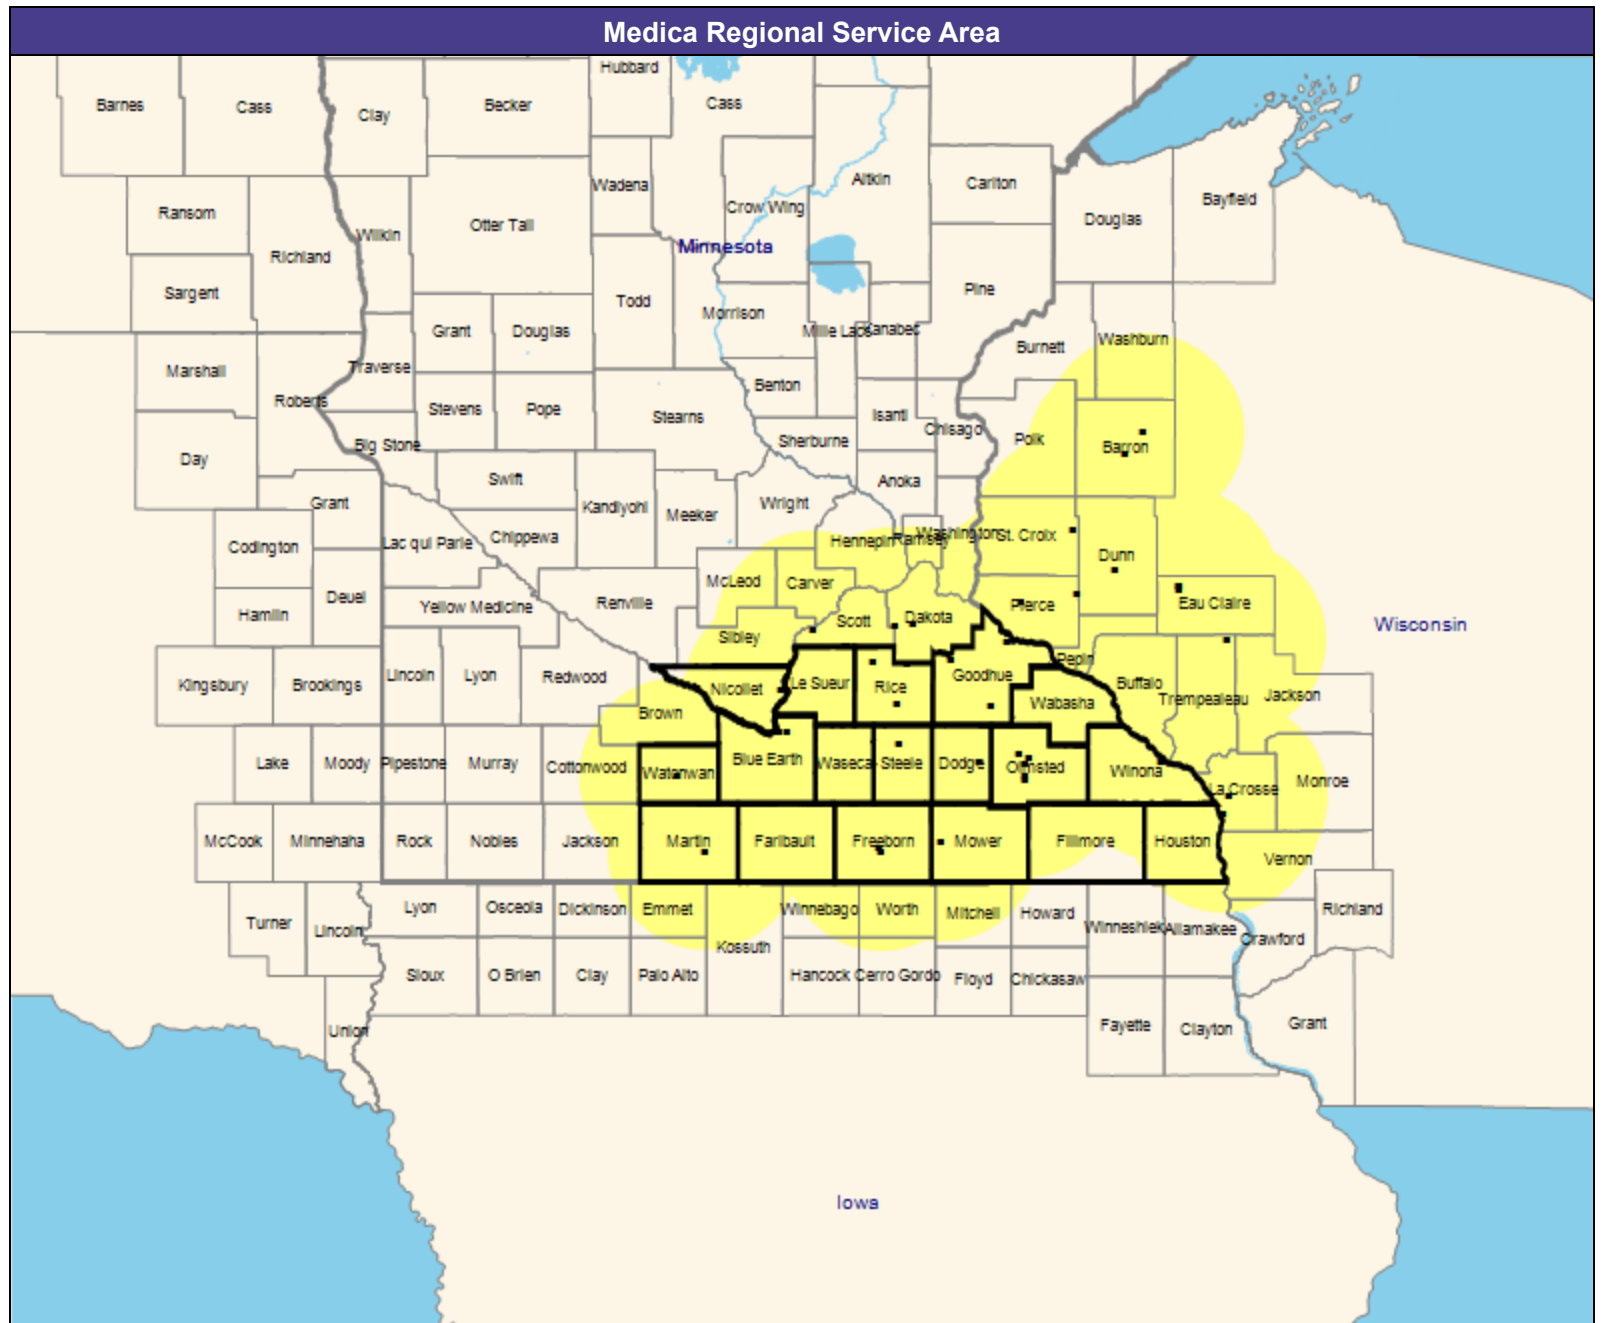 Medica Regional Service Area
Hubbard
Barnes
Cass
Clay
Becker
Cass
Wadena
Crow Wing
Aitkin
Carlton
Douglas
Bayfield
Ransom
Richland
Wilkin
Otter Tail
Minnesota
Sargent
Todd
Morrison
Mille Lacs
Kanabec
Pine
Burnett
Washburn
Marshall
Roberts
Traverse
Grant
Douglas
Stevens
Pope
Stearns
Benton
Isanti
Chisago
Polk
Barron
Day
Big Stone
Sherburne
Swift
Grant
Kandiyohi
Meeker
Wright
Anoka
Codington
Lac qui Parle
Chippewa
Hennepin
Ramsey
Washington
St. Croix
Dunn
Hamlin
Deuel
Yellow Medicine
Renville
McLeod
Carver
Scott
Dakota
Pierce
Eau Claire
Sibley
Wisconsin
Kingsbury
Brookings
Lincoln
Lyon
Redwood
Nicollet
Le Sueur
Rice
Goodhue
Pepin
Wabasha
Buffalo
Trempealeau
Jackson
Brown
Lake
Moody
Pipestone
Murray
Cottonwood
Watonwan
Blue Earth
Waseca
Steele
Dodge
Olmsted
Winona
La Crosse
Monroe
McCook
Minnehaha
Rock
Nobles
Jackson
Martin
Faribault
Freeborn
Mower
Fillmore
Houston
Vernon
Turner
Lincoln
Lyon
Osceola
Dickinson
Emmet
Kossuth
Winnebago
Worth
Mitchell
Howard
Winneshiek
Allamakee
Crawford
Richland
Sioux
O Brien
Clay
Palo Alto
Hancock
Cerro Gordo
Floyd
Chickasaw
Union
Fayette
Clayton
Grant
Iowa